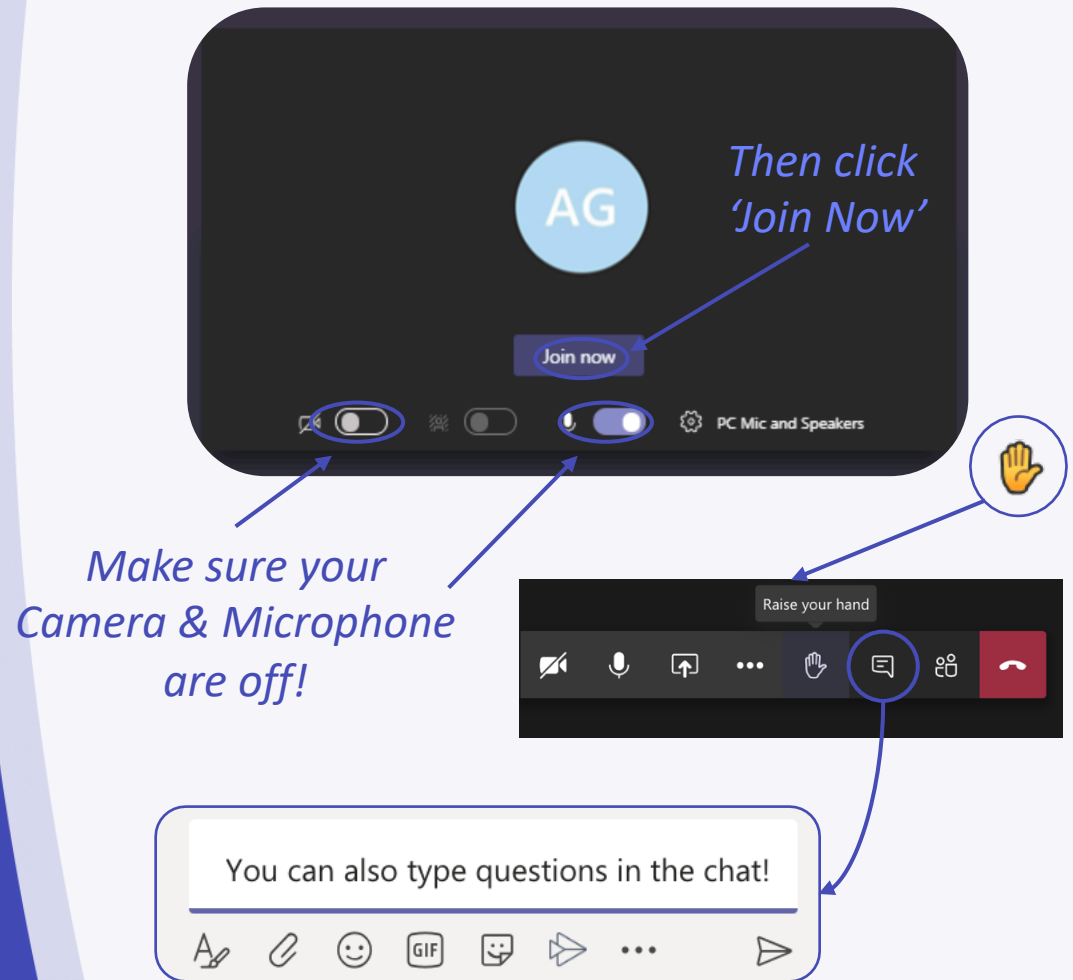 Then click
‘Join Now’
AG
Join now
PC Mic and Speakers
Make sure your
Camera & Microphone
are off!
Raise your hand
You can also type questions in the chat!
GIF